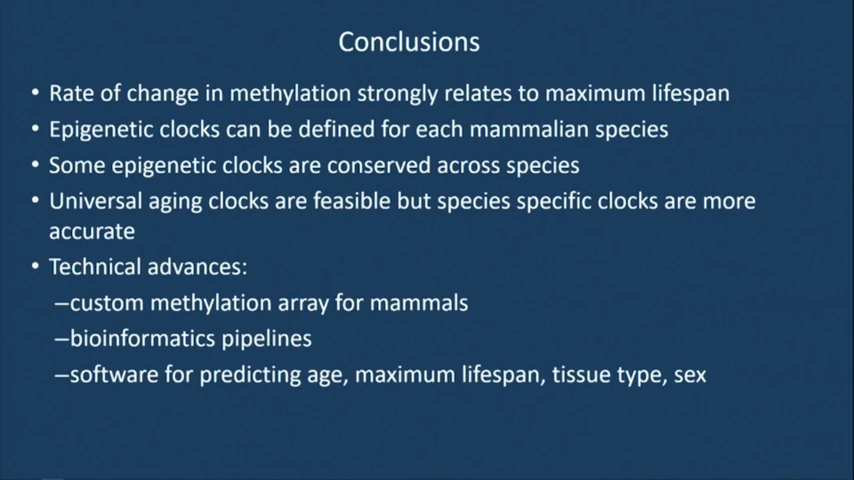 Conclusions
• Rate of change in methylation strongly relates to maximum lifespan
• Epigenetic clocks can be defined for each mammalian species
• Some epigenetic clocks are conserved across species
• Universal aging clocks are feasible but species specific clocks are more
accurate
• Technical advances:
–custom methylation array for mammals
–bioinformatics pipelines
–software for predicting age, maximum lifespan, tissue type, sex